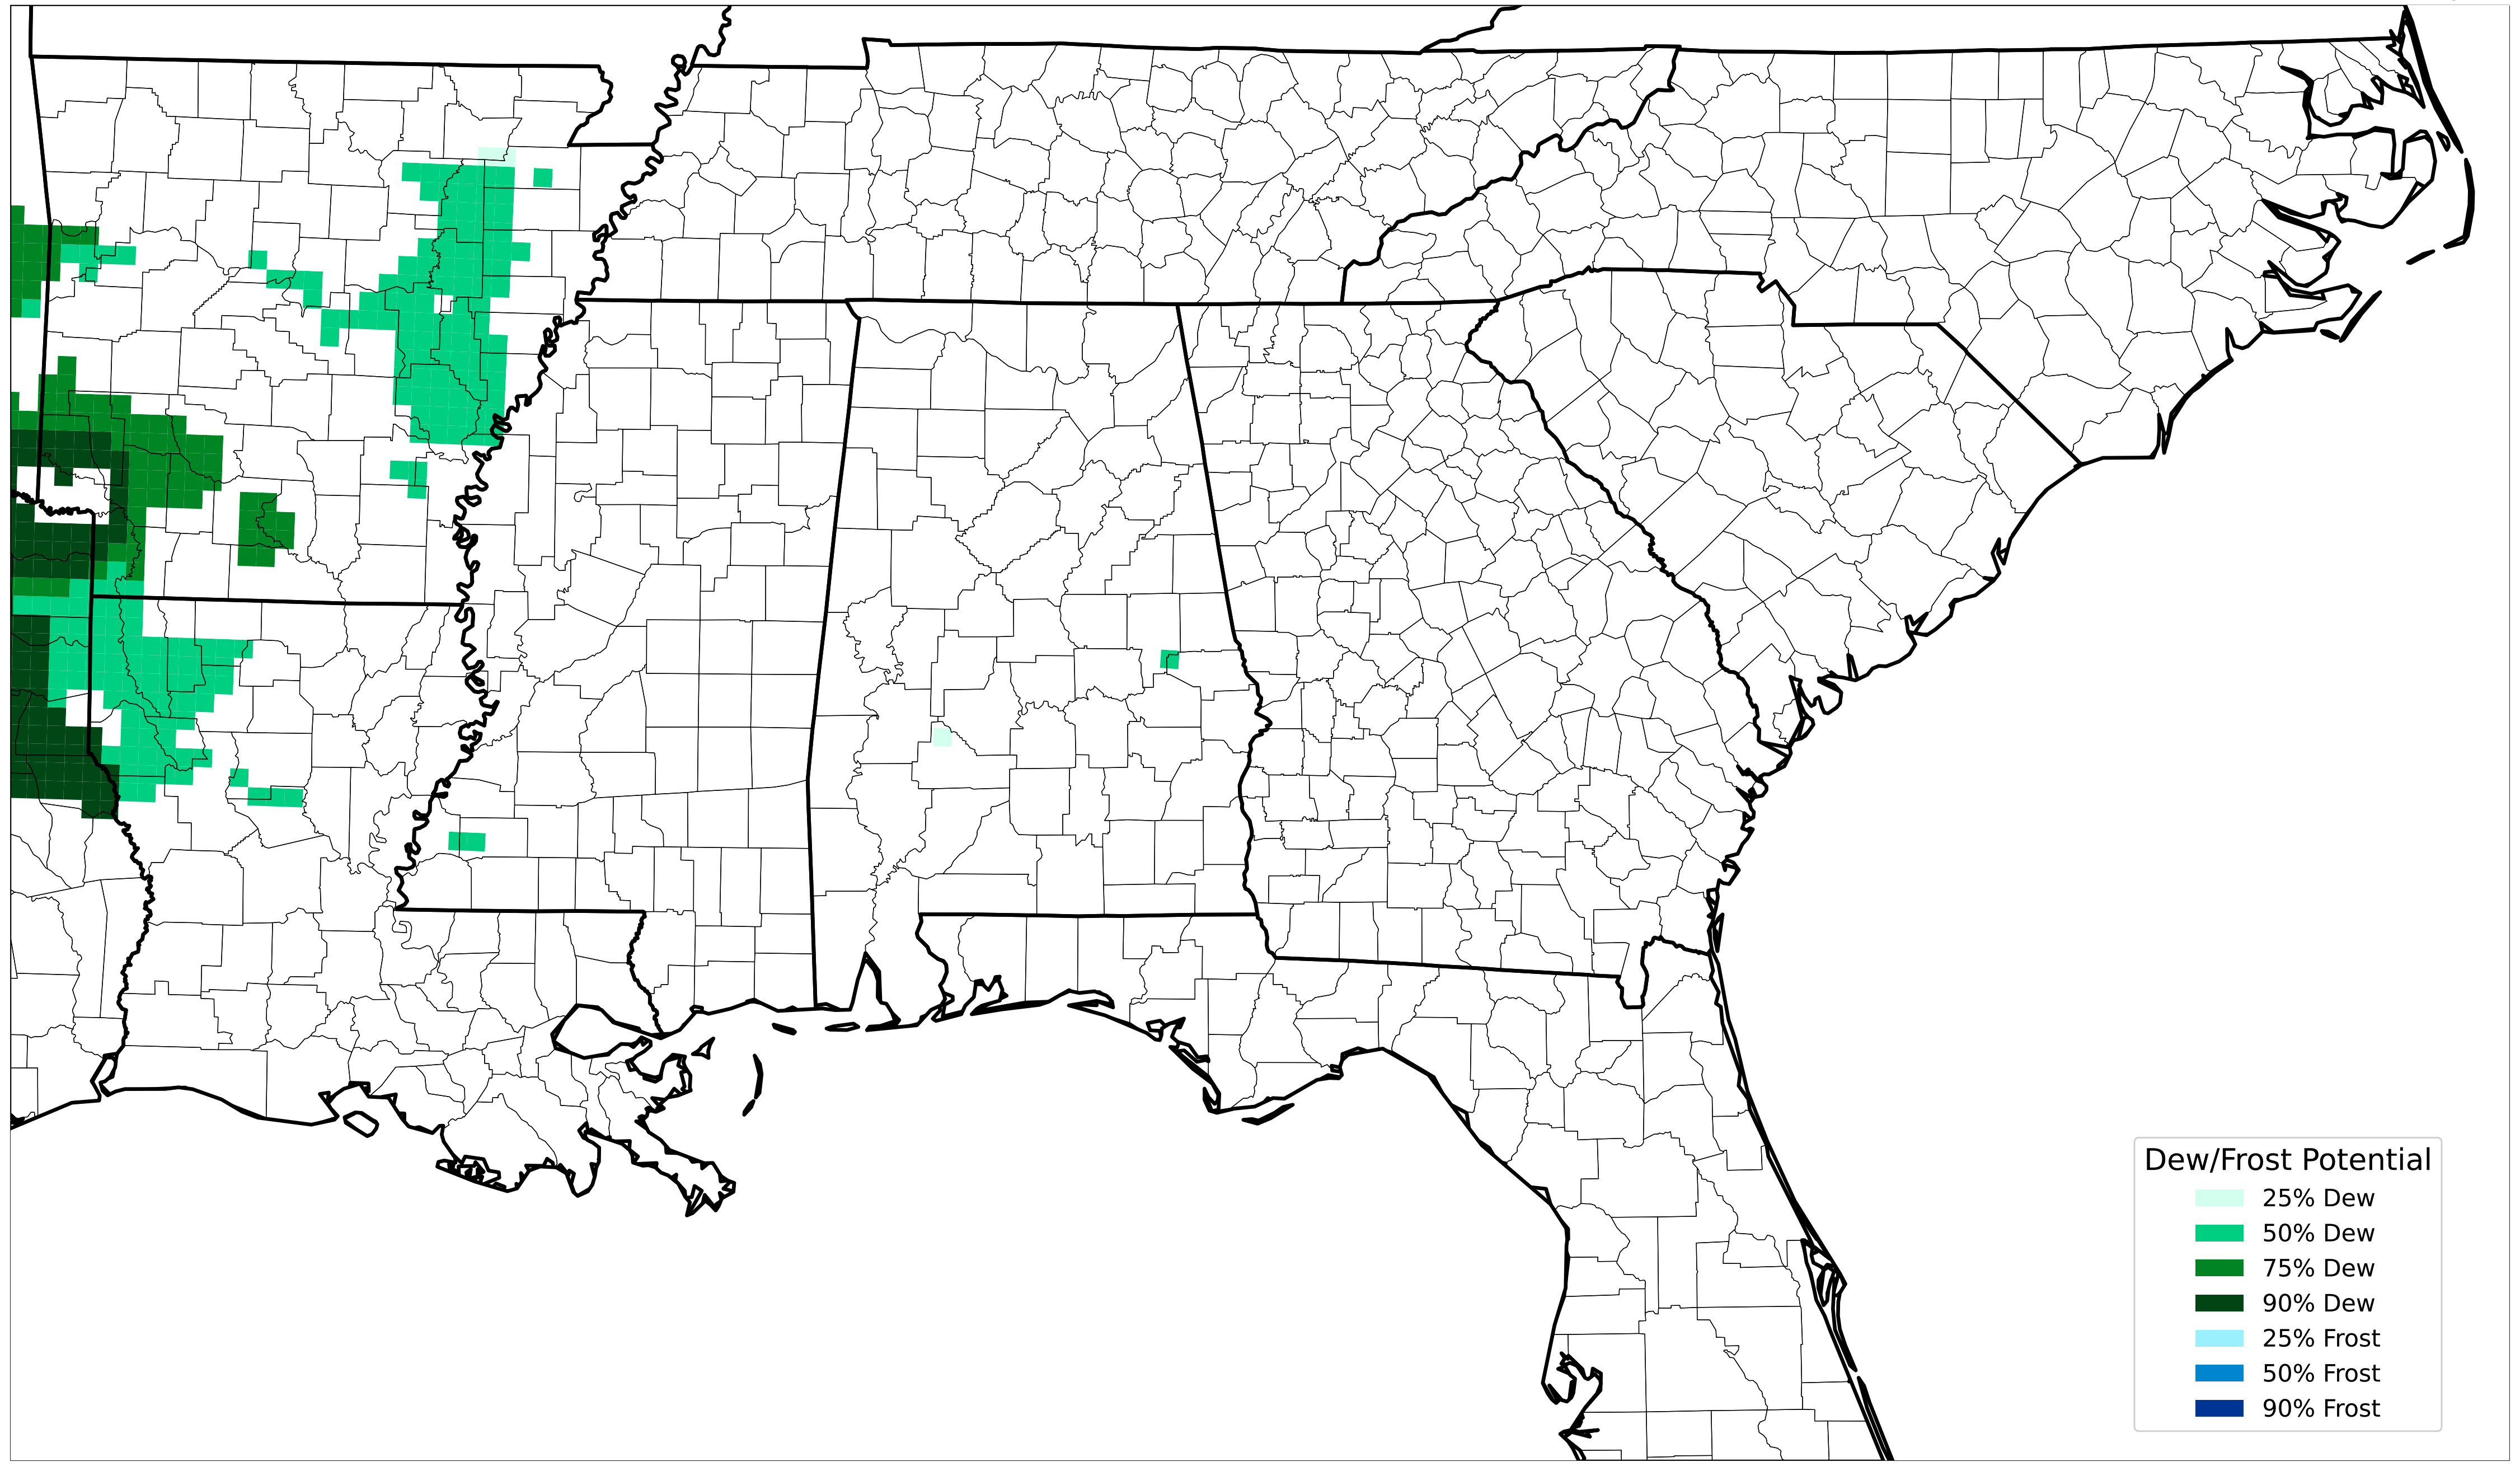 Dew/Frost Potential
25% Dew
50% Dew
75% Dew
90% Dew
25% Frost
50% Frost
90% Frost